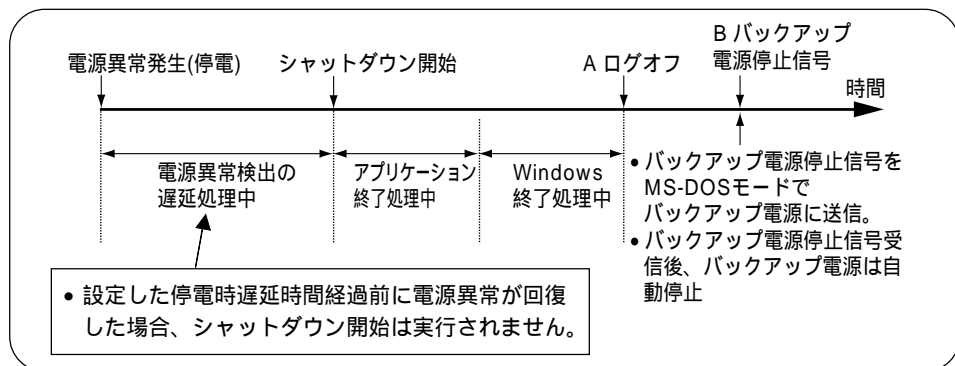 電源異常発生(停電)
シャットダウン開始
A ログオフ
B バックアップ
電源停止信号
時間
電源異常検出の
遅延処理中
アプリケーション
終了処理中
Windows
終了処理中
• バックアップ電源停止信号を
MS-DOSモードで
バックアップ電源に送信。
• バックアップ電源停止信号受
信後、バックアップ電源は自
動停止
• 設定した停電時遅延時間経過前に電源異常が回復
した場合、シャットダウン開始は実行されません。